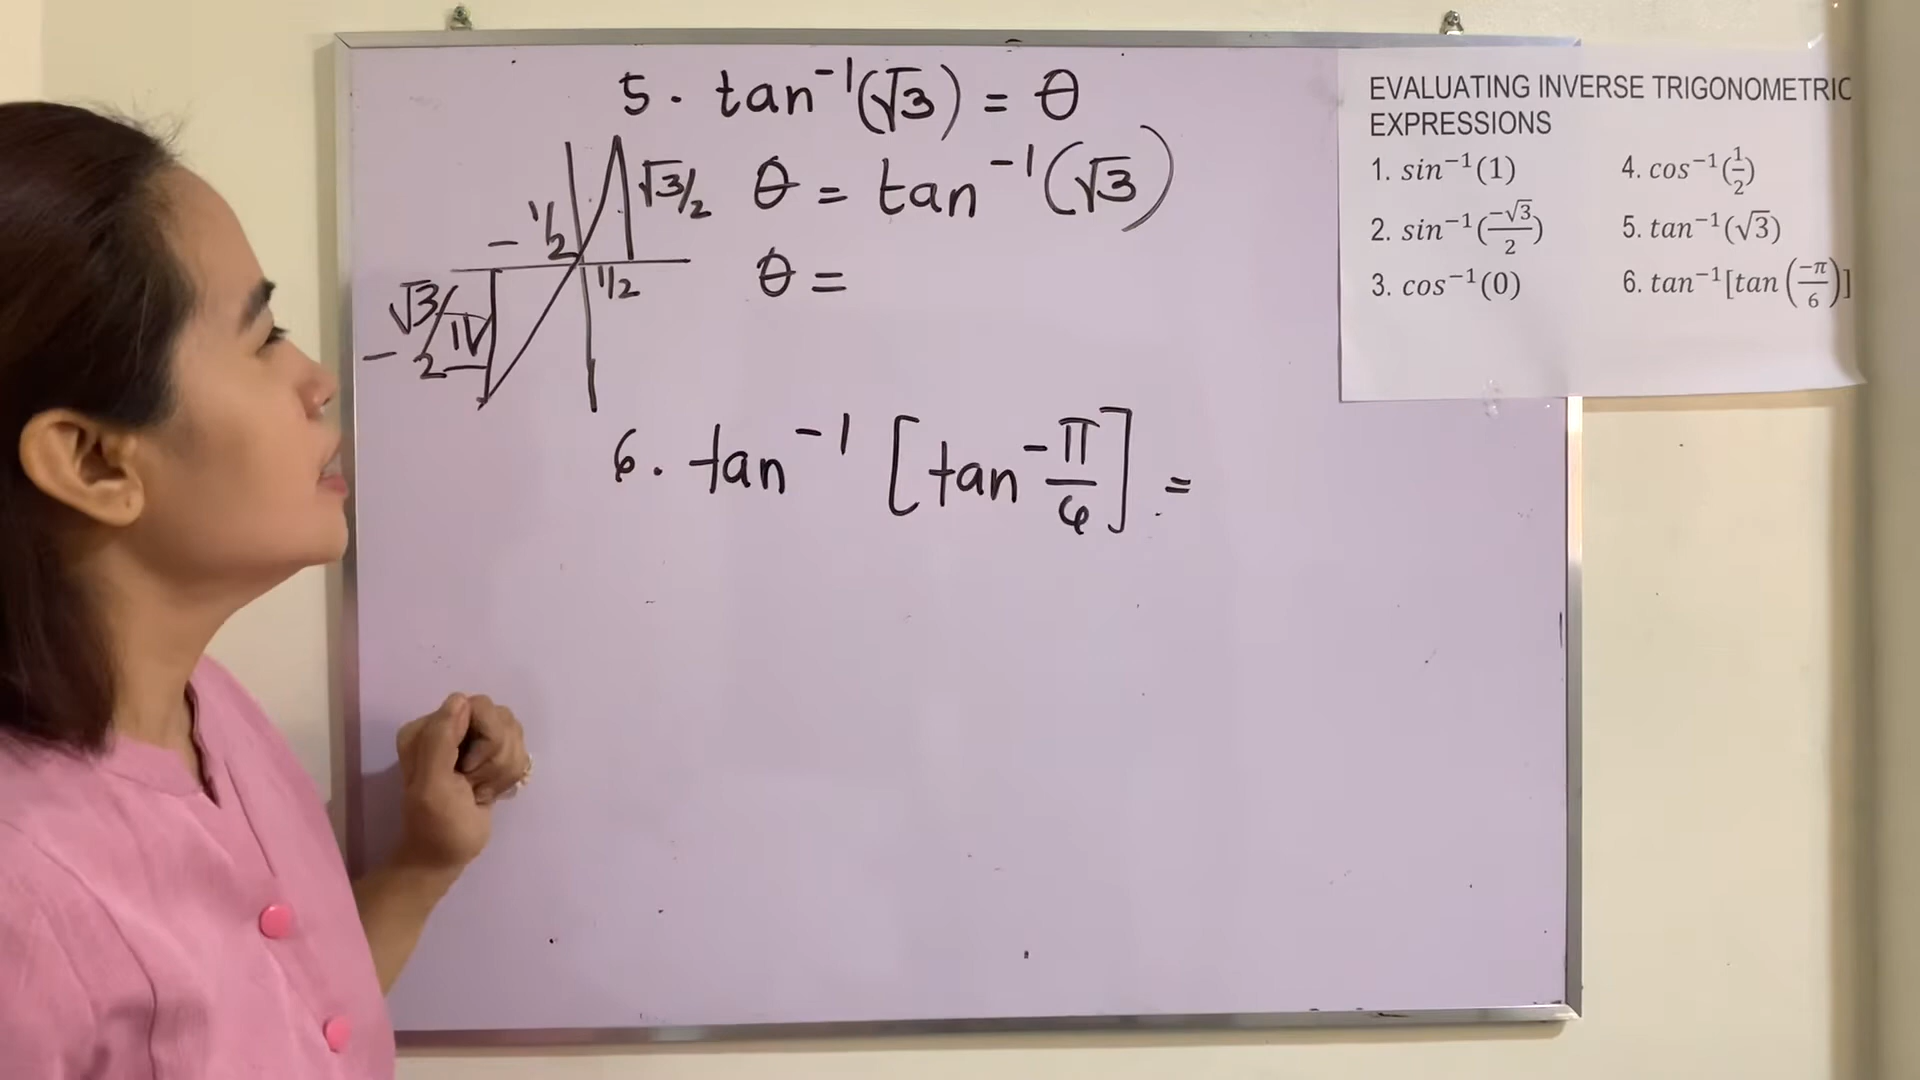 5. tan⁻¹(√3) = θ
θ = tan⁻¹(√3)
θ =
√3/2
- 1/2
1/2
- √3/2
IV
6. tan⁻¹ [tan -π/6] =
EVALUATING INVERSE TRIGONOMETRIC
EXPRESSIONS
1. sin⁻¹(1)
2. sin⁻¹(-√3/2)
3. cos⁻¹(0)
4. cos⁻¹(1/2)
5. tan⁻¹(√3)
6. tan⁻¹[tan (-π/6)]